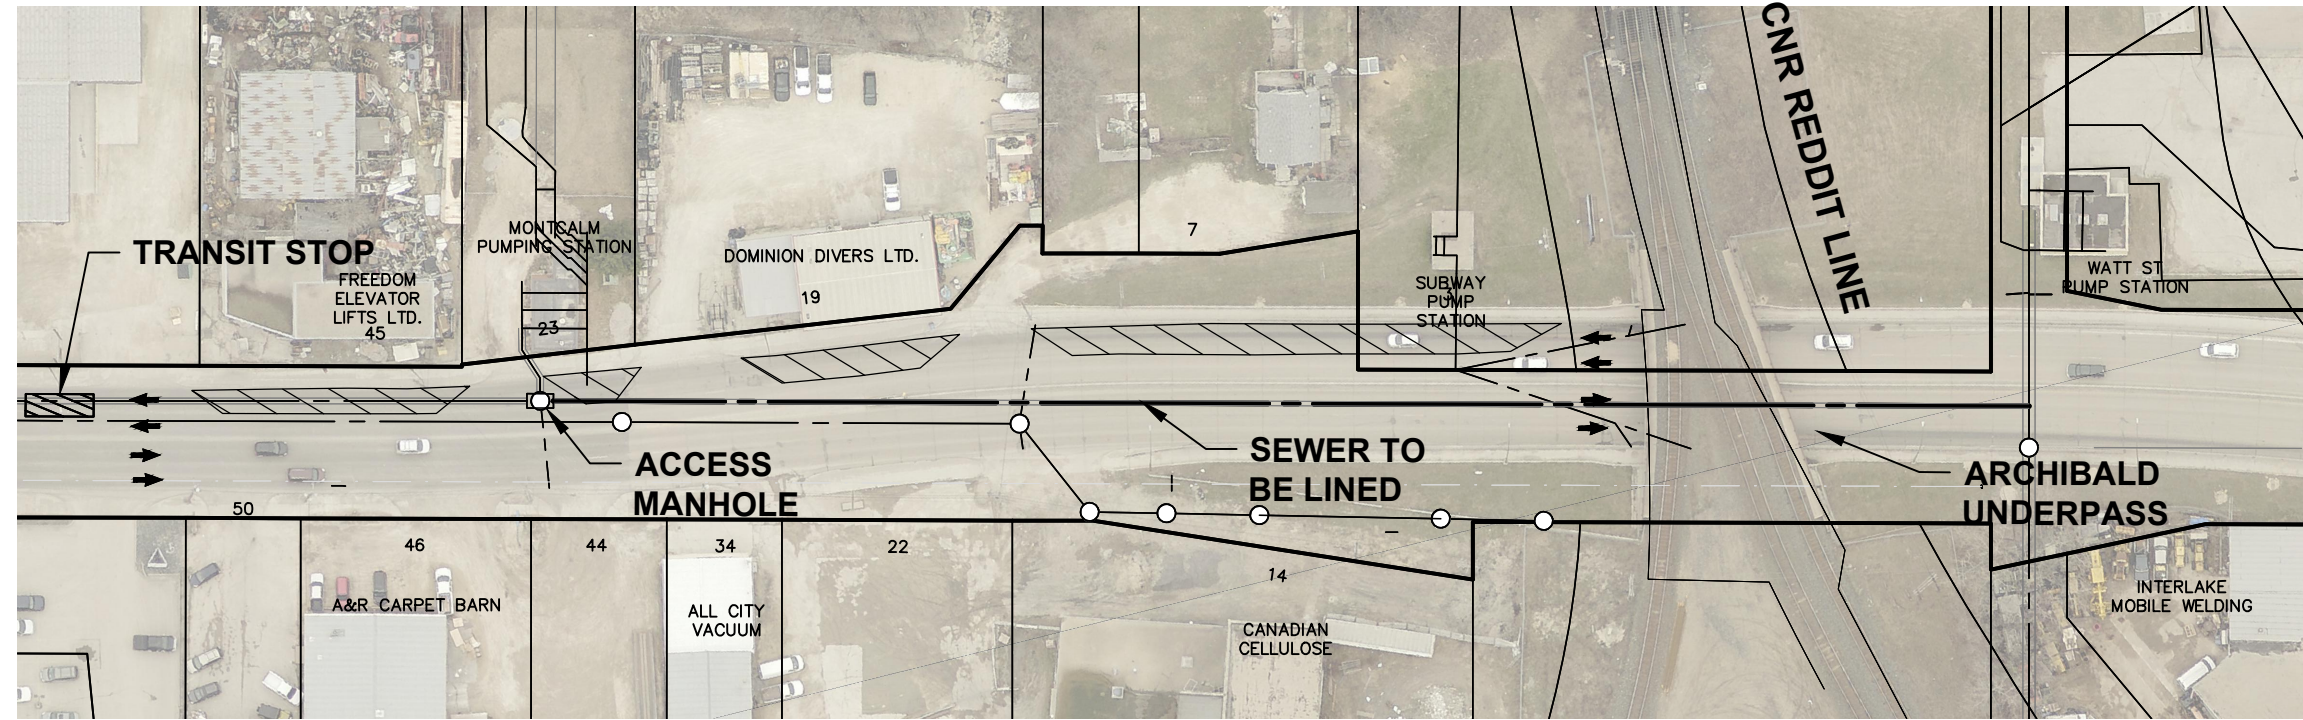 CNR REDDIT LINE
TRANSIT STOP
FREEDOM
ELEVATOR
LIFTS LTD.
45
MONTCALM
PUMPING STATION
23
DOMINION DIVERS LTD.
19
7
SUBWAY
PUMP
STATION
WATT ST
PUMP STATION
ACCESS
MANHOLE
SEWER TO
BE LINED
ARCHIBALD
UNDERPASS
50
46
44
34
22
14
A&R CARPET BARN
ALL CITY
VACUUM
CANADIAN
CELLULOSE
INTERLAKE
MOBILE WELDING